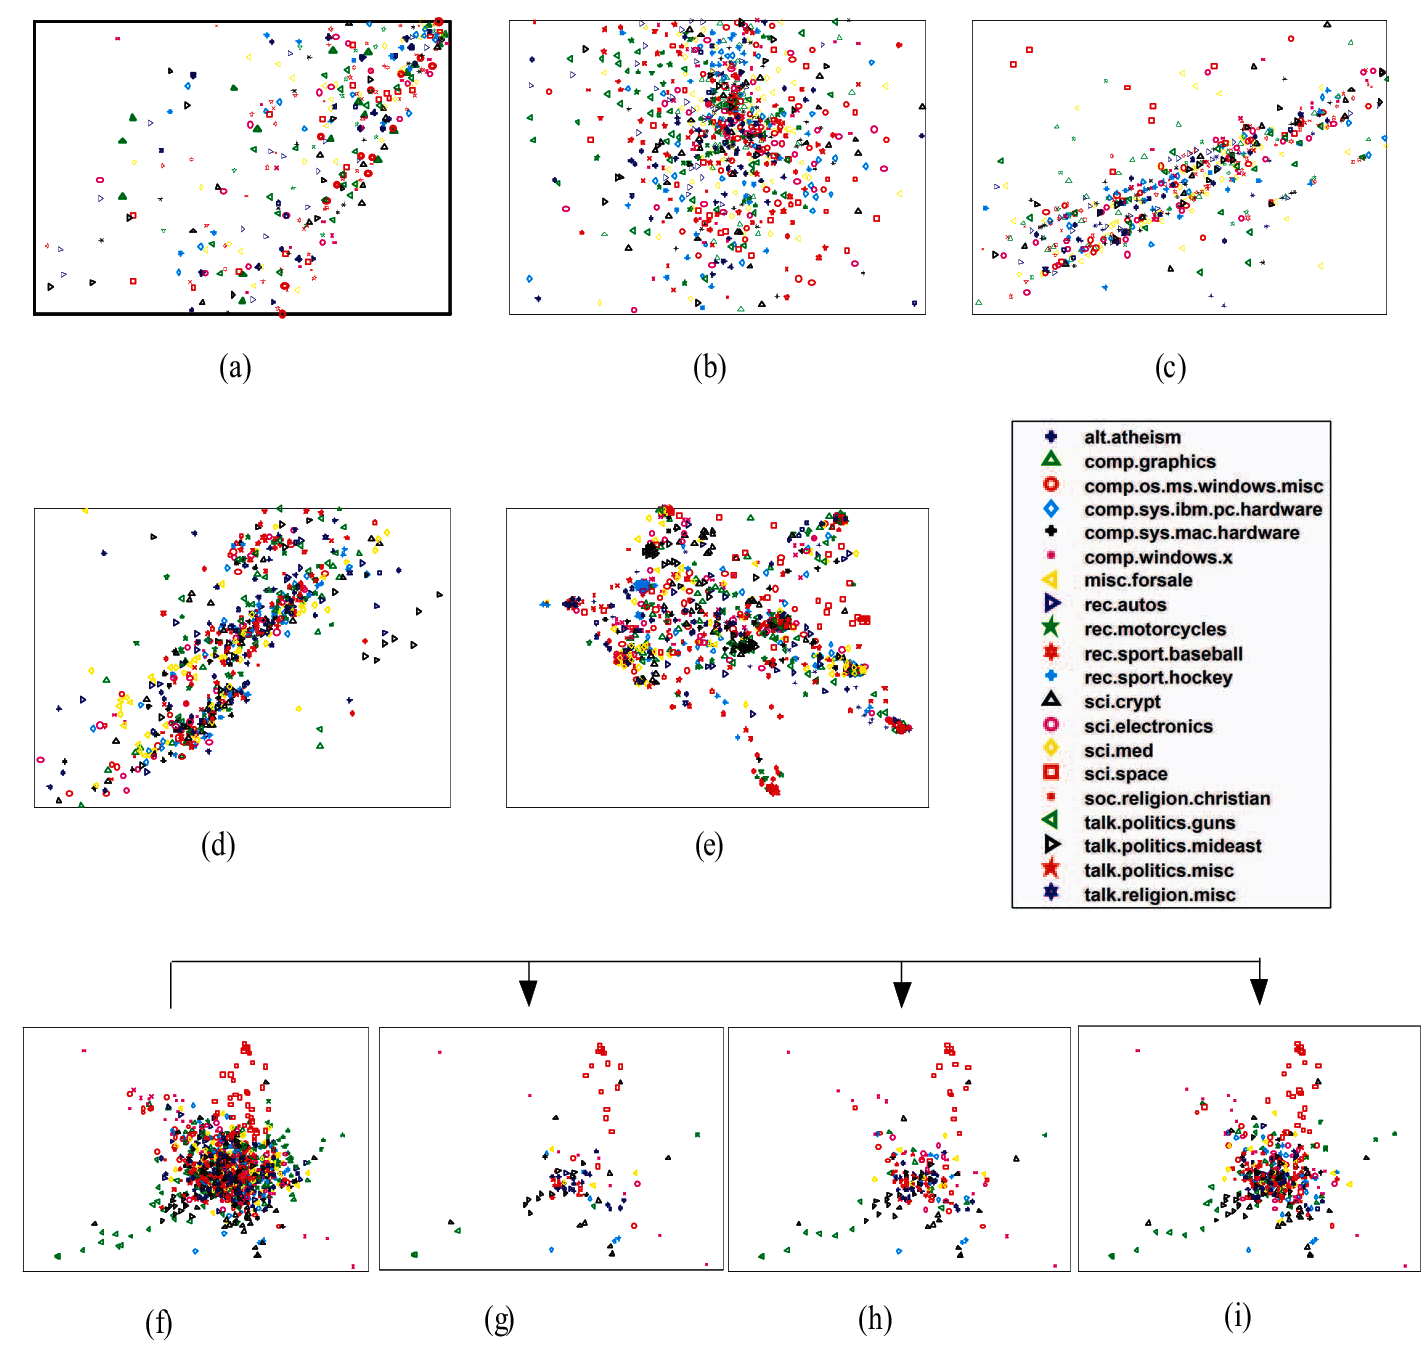 (a)
(b)
(c)
alt.atheism
comp.graphics
comp.os.ms.windows.misc
comp.sys.ibm.pc.hardware
comp.sys.mac.hardware
comp.windows.x
misc.forsale
rec.autos
rec.motorcycles
rec.sport.baseball
rec.sport.hockey
sci.crypt
sci.electronics
sci.med
sci.space
soc.religion.christian
talk.politics.guns
talk.politics.mideast
talk.politics.misc
talk.religion.misc
(d)
(e)
(f)
(g)
(h)
(i)